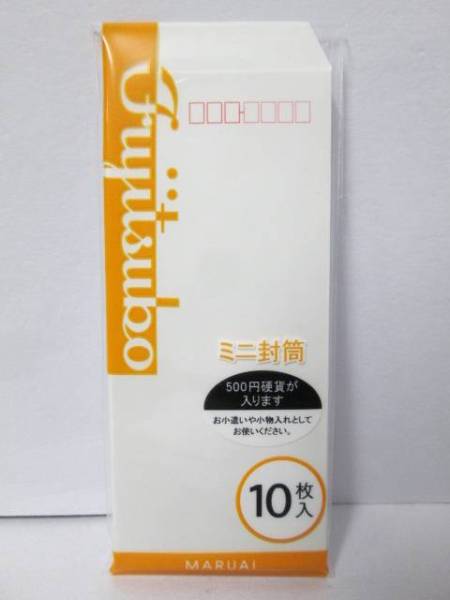 Fujitsubo
ミニ封筒
500円硬貨が
入ります
お小遣いや小物入れとして
お使いください。
10枚入
MARUAI